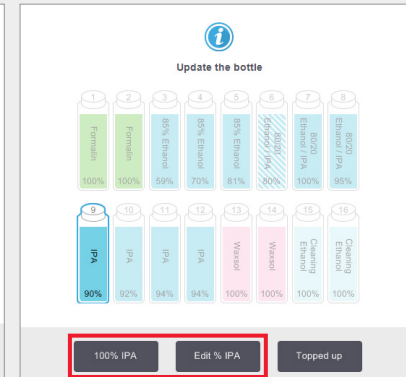 i
Update the bottle
1 2 3 4 5 6 7 8
Formalin Formalin 85% Ethanol 85% Ethanol 85% Ethanol 80/20 Ethanol / IPA 80/20 Ethanol / IPA 80/20 Ethanol / IPA
100% 100% 59% 70% 81% 80% 100% 95%
9 10 11 12 13 14 15 16
IPA IPA IPA IPA Waxsol Waxsol Cleaning Ethanol Cleaning Ethanol
90% 92% 94% 94% 100% 100% 100% 100%
100% IPA Edit % IPA Topped up